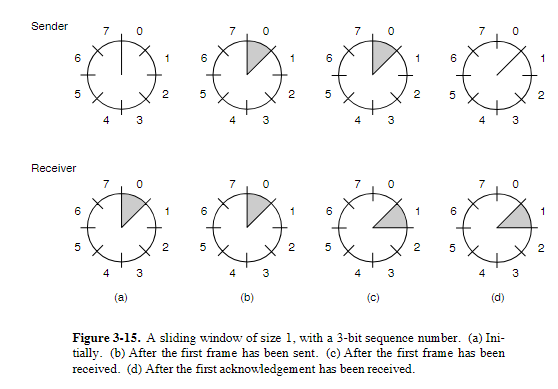 Sender
7 0 7 0 7 0 7 0
6 1 6 1 6 1 6 1
5 2 5 2 5 2 5 2
4 3 4 3 4 3 4 3
Receiver
7 0 7 0 7 0 7 0
6 1 6 1 6 1 6 1
5 2 5 2 5 2 5 2
4 3 4 3 4 3 4 3
(a) (b) (c) (d)
Figure 3-15. A sliding window of size 1, with a 3-bit sequence number. (a) Ini-
tially. (b) After the first frame has been sent. (c) After the first frame has been
received. (d) After the first acknowledgement has been received.